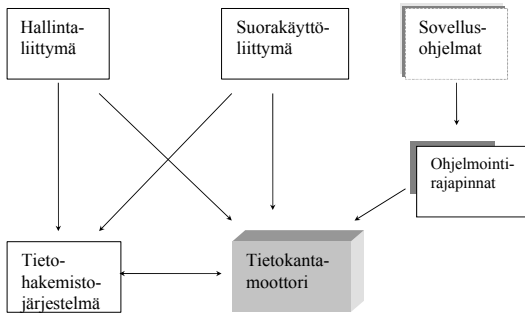 Hallinta-
liittymä
Suorakäyttö-
liittymä
Sovellus-
ohjelmat
Ohjelmointi-
rajapinnat
Tieto-
hakemisto-
järjestelmä
Tietokanta-
moottori